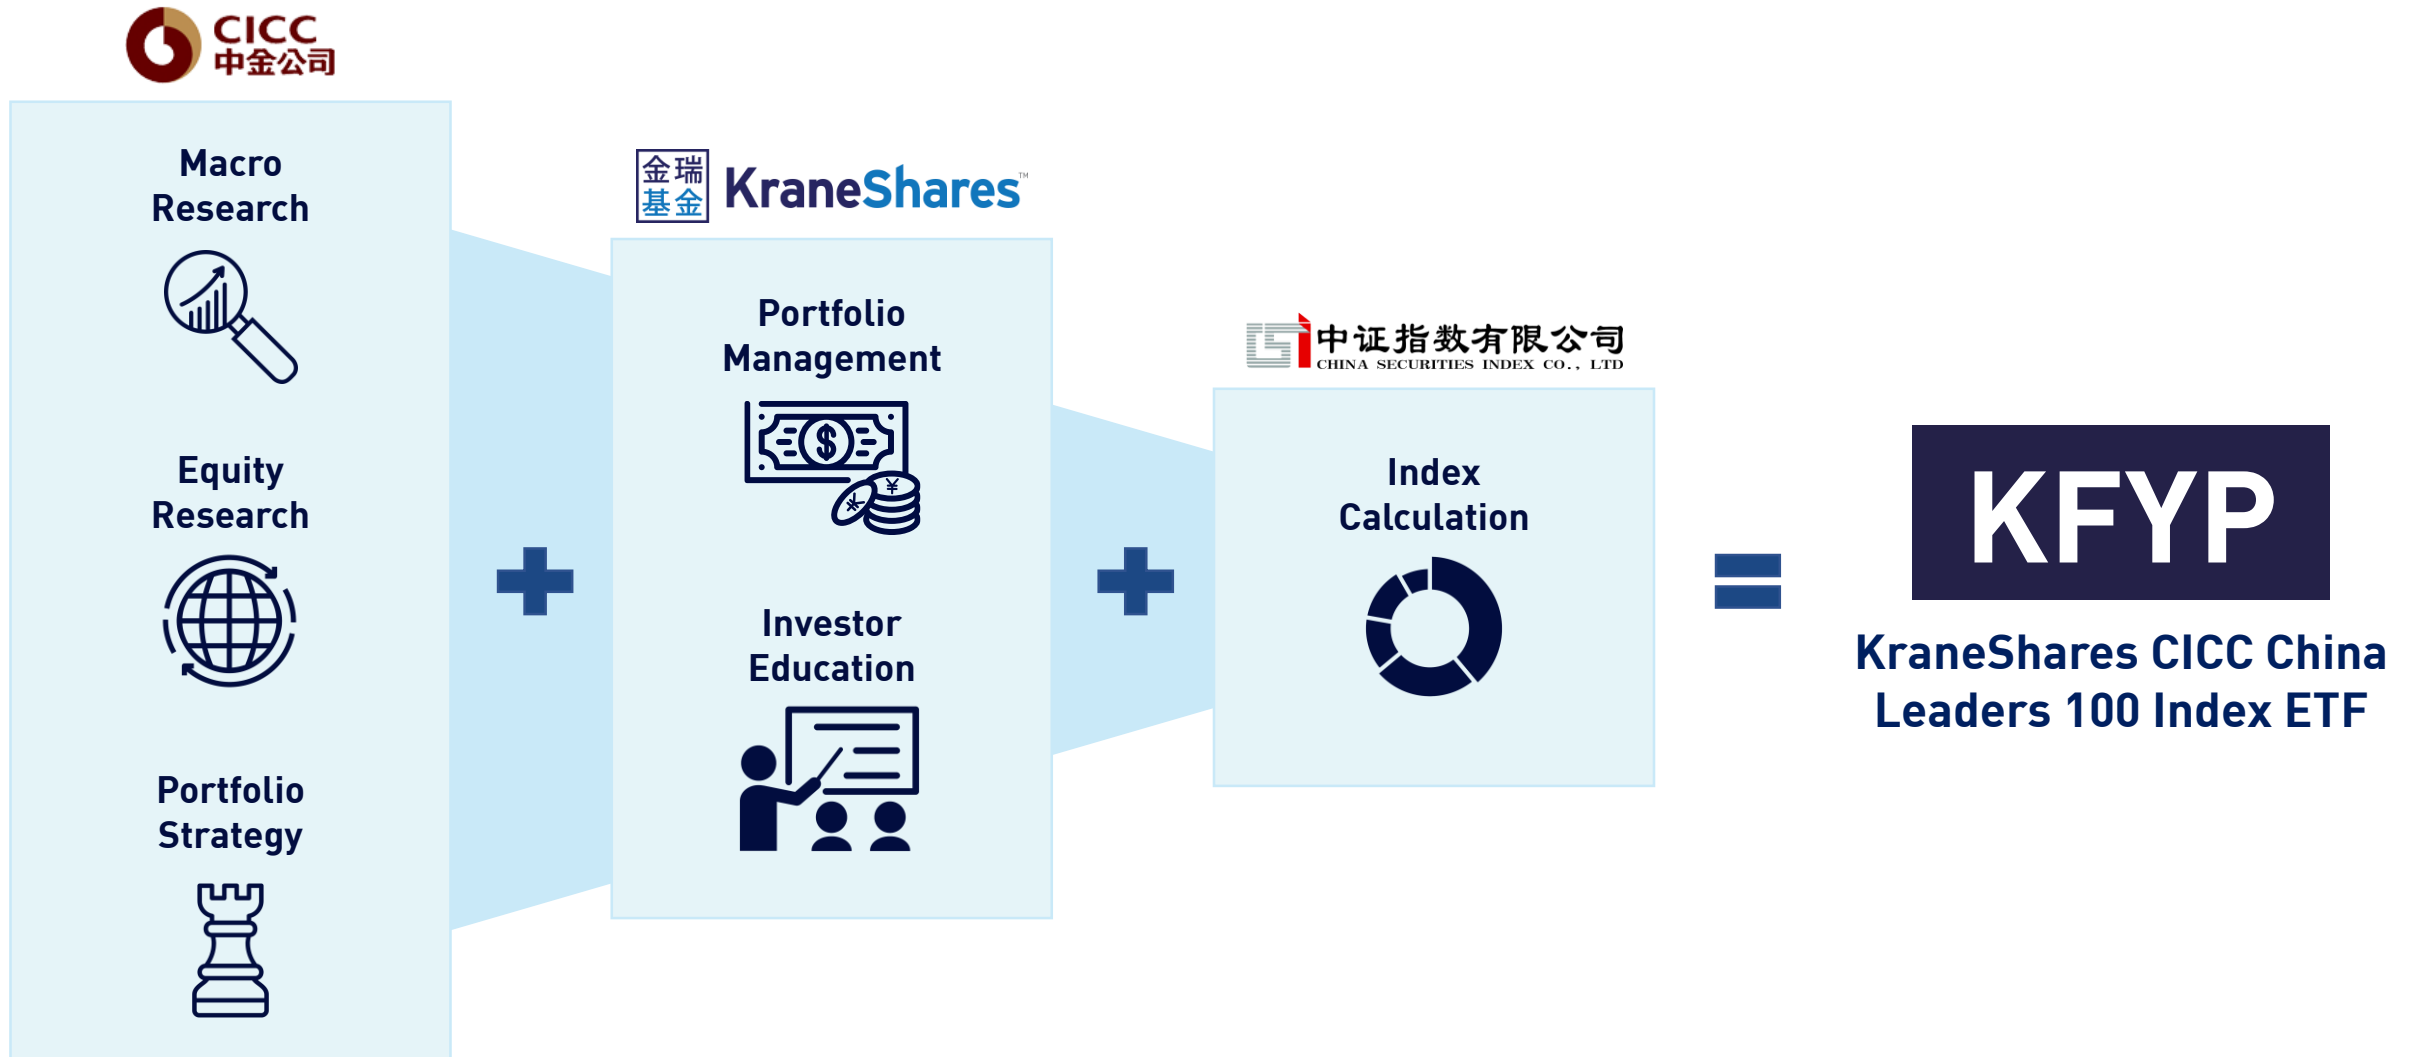 CICC
中金公司
Macro
Research
Equity
Research
Portfolio
Strategy
金瑞
基金
KraneShares™
Portfolio
Management
$
¥
¥
Investor
Education
中证指数有限公司
CHINA SECURITIES INDEX CO., LTD
Index
Calculation
KFYP
KraneShares CICC China
Leaders 100 Index ETF